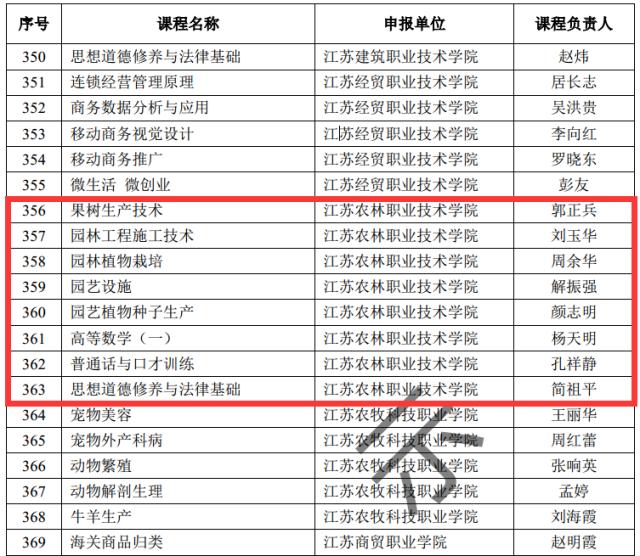 序号 课程名称 申报单位 课程负责人
350 思想道德修养与法律基础 江苏建筑职业技术学院 赵炜
351 连锁经营管理原理 江苏经贸职业技术学院 居长志
352 商务数据分析与应用 江苏经贸职业技术学院 吴洪贵
353 移动商务视觉设计 江苏经贸职业技术学院 李向红
354 移动商务推广 江苏经贸职业技术学院 罗晓东
355 微生活 微创业 江苏经贸职业技术学院 彭友
356 果树生产技术 江苏农林职业技术学院 郭正兵
357 园林工程施工技术 江苏农林职业技术学院 刘玉华
358 园林植物栽培 江苏农林职业技术学院 周余华
359 园艺设施 江苏农林职业技术学院 解振强
360 园艺植物种子生产 江苏农林职业技术学院 颜志明
361 高等数学（一） 江苏农林职业技术学院 杨天明
362 普通话与口才训练 江苏农林职业技术学院 孔祥静
363 思想道德修养与法律基础 江苏农林职业技术学院 简祖平
364 宠物美容 江苏农牧科技职业学院 王丽华
365 宠物外产科病 江苏农牧科技职业学院 周红蕾
366 动物繁殖 江苏农牧科技职业学院 张响英
367 动物解剖生理 江苏农牧科技职业学院 孟婷
368 牛羊生产 江苏农牧科技职业学院 刘海霞
369 海关商品归类 江苏商贸职业学院 赵明霞
示